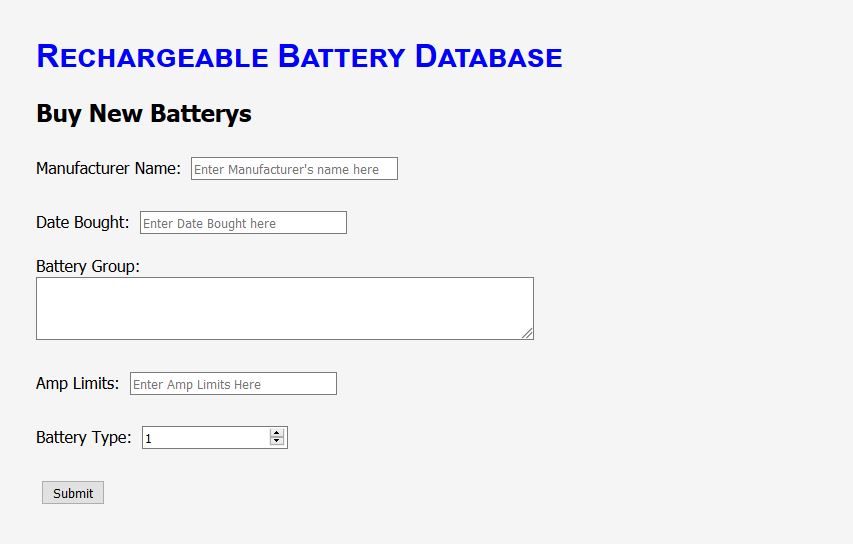 Rechargeable Battery Database
Buy New Batterys
Manufacturer Name: Enter Manufacturer's name here
Date Bought: Enter Date Bought here
Battery Group:
Amp Limits: Enter Amp Limits Here
Battery Type: 1
Submit